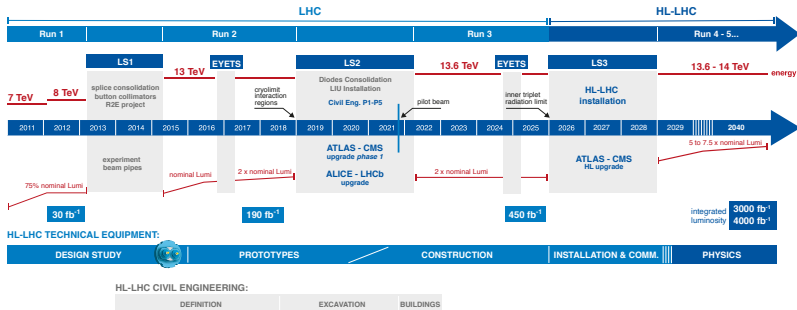 LHC
HL-LHC
Run 1
Run 2
Run 3
Run 4 - 5...
LS1
EYETS
LS2
EYETS
LS3
13 TeV
13.6 TeV
13.6 - 14 TeV
energy
splice consolidation
button collimators
R2E project
Diodes Consolidation
LIU Installation
Civil Eng. P1-P5
7 TeV
8 TeV
cryolimit
interaction
regions
pilot beam
inner triplet
radiation limit
HL-LHC
installation
2011
2012
2013
2014
2015
2016
2017
2018
2019
2020
2021
2022
2023
2024
2025
2026
2027
2028
2029
2040
experiment
beam pipes
ATLAS - CMS
upgrade phase 1
ALICE - LHCb
upgrade
ATLAS - CMS
HL upgrade
5 to 7.5 x nominal Lumi
75% nominal Lumi
nominal Lumi
2 x nominal Lumi
2 x nominal Lumi
30 fb-1
190 fb-1
450 fb-1
integrated
luminosity
3000 fb-1
4000 fb-1
HL-LHC TECHNICAL EQUIPMENT:
DESIGN STUDY
PROTOTYPES
CONSTRUCTION
INSTALLATION & COMM.
PHYSICS
HL-LHC CIVIL ENGINEERING:
DEFINITION
EXCAVATION
BUILDINGS